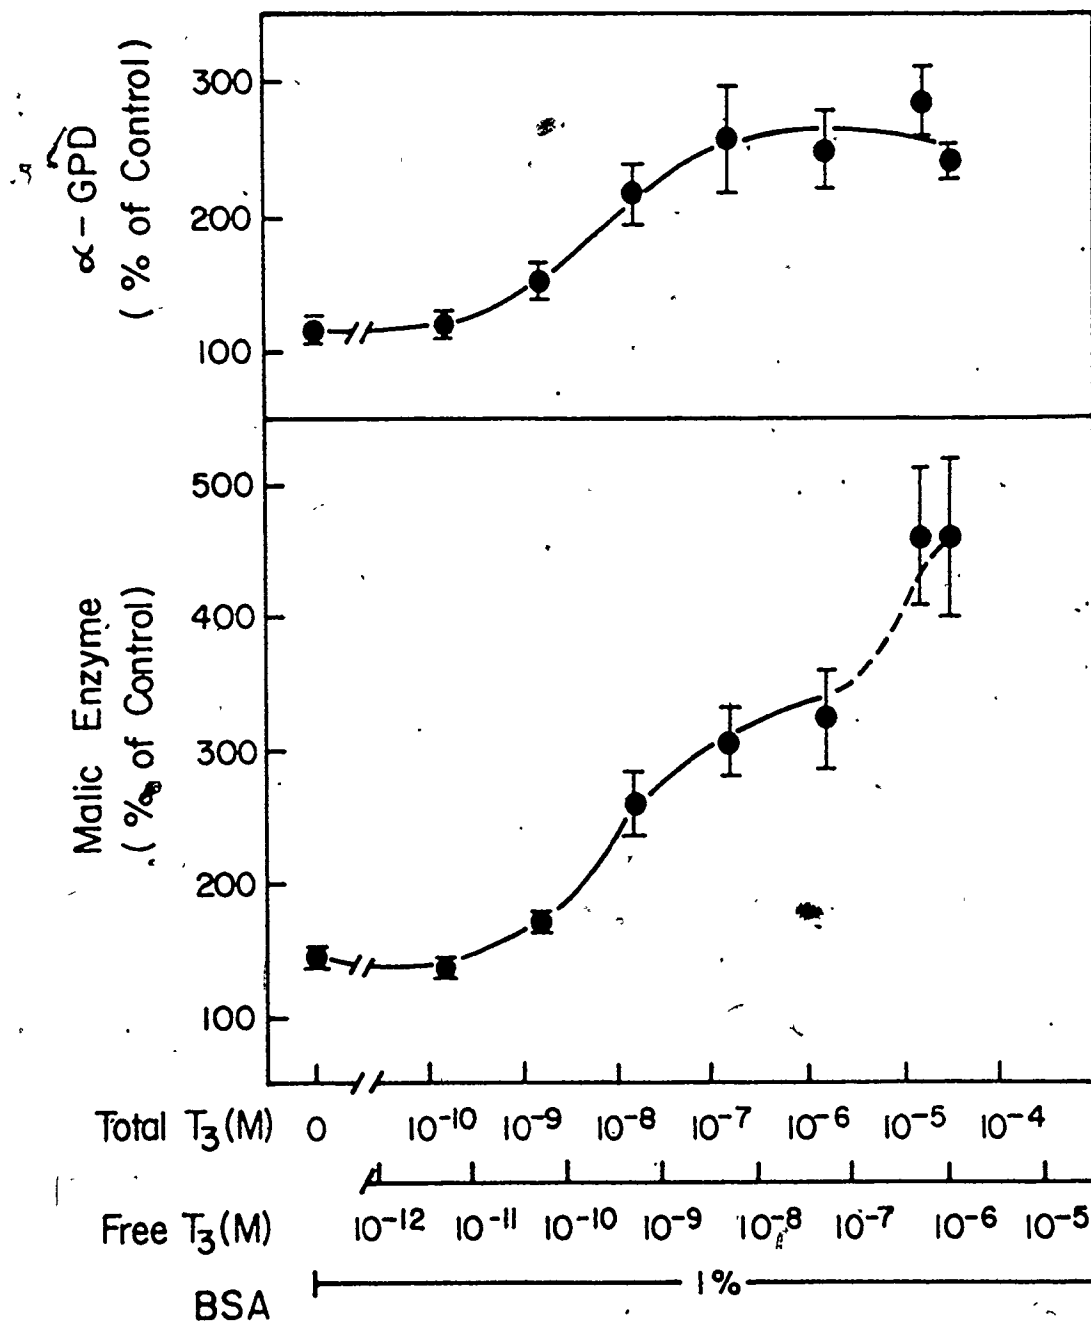 α-GPD
( % of Control)
300
200
100
Malic Enzyme
( % of Control)
500
400
300
200
100
Total T₃(M) 0 10⁻¹⁰ 10⁻⁹ 10⁻⁸ 10⁻⁷ 10⁻⁶ 10⁻⁵ 10⁻⁴
Free T₃(M) 10⁻¹² 10⁻¹¹ 10⁻¹⁰ 10⁻⁹ 10⁻⁸ 10⁻⁷ 10⁻⁶ 10⁻⁵
BSA 1%